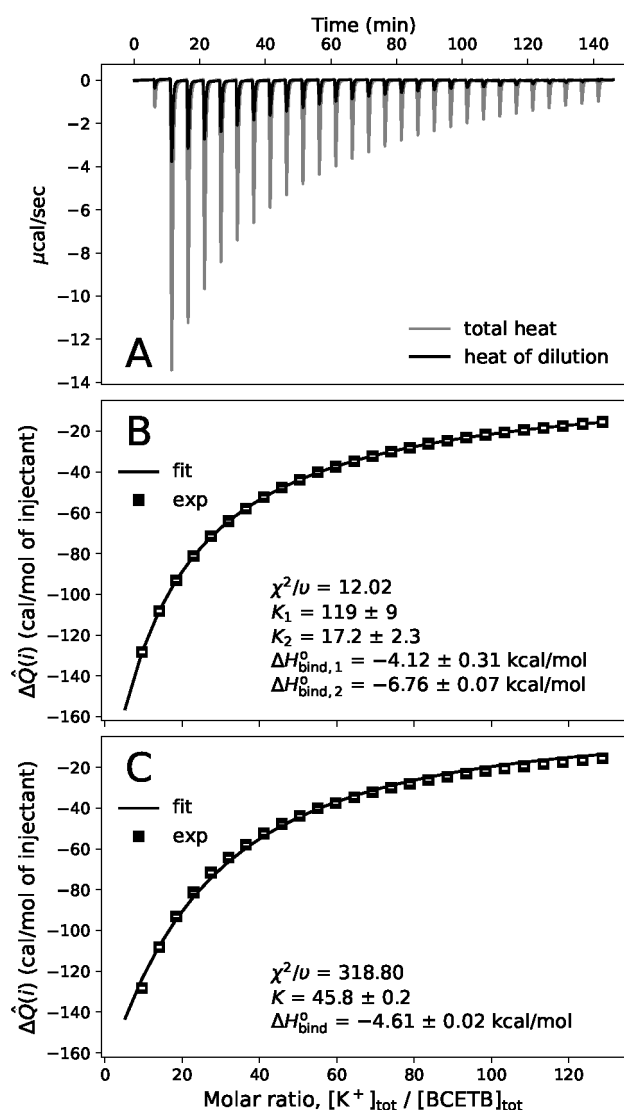 Time (min)
0 20 40 60 80 100 120 140
0
−2
−4
−6
−8
−10
−12
−14
μcal/sec
A
total heat
heat of dilution
−20
−40
−60
−80
−100
−120
−140
−160
ΔQ̂(i) (cal/mol of injectant)
B
fit
exp
χ²/υ = 12.02
K₁ = 119 ± 9
K₂ = 17.2 ± 2.3
ΔH°bind,1 = −4.12 ± 0.31 kcal/mol
ΔH°bind,2 = −6.76 ± 0.07 kcal/mol
−20
−40
−60
−80
−100
−120
−140
−160
ΔQ̂(i) (cal/mol of injectant)
C
fit
exp
χ²/υ = 318.80
K = 45.8 ± 0.2
ΔH°bind = −4.61 ± 0.02 kcal/mol
0 20 40 60 80 100 120
Molar ratio, [K⁺]tot / [BCETB]tot